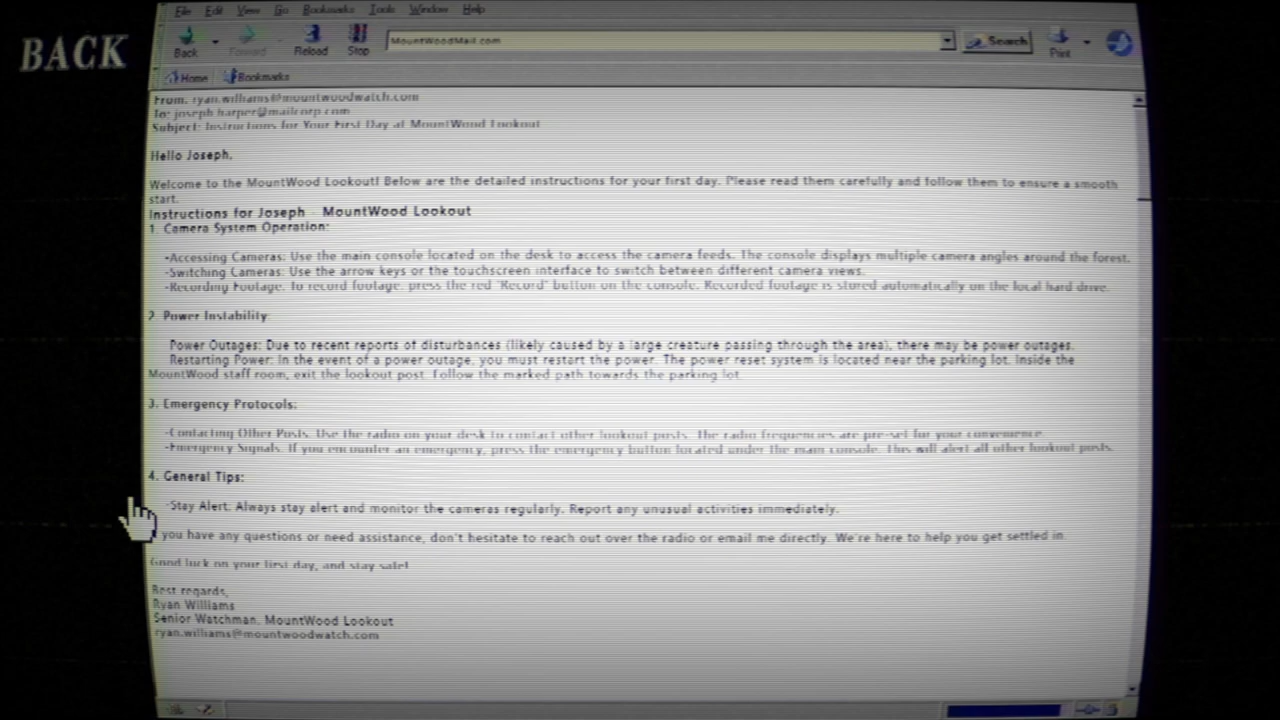 BACK
File Edit View Go Bookmarks Tools Window Help
Back Forward Reload Stop MountWoodMail.com Search Print
Home Bookmarks
From: ryan.williams@mountwoodwatch.com
To: joseph.harper@mailcorp.com
Subject: Instructions for Your First Day at MountWood Lookout
Hello Joseph,
Welcome to the MountWood Lookout! Below are the detailed instructions for your first day. Please read them carefully and follow them to ensure a smooth
start.
Instructions for Joseph - MountWood Lookout
1. Camera System Operation:
-Accessing Cameras: Use the main console located on the desk to access the camera feeds. The console displays multiple camera angles around the forest.
-Switching Cameras: Use the arrow keys or the touchscreen interface to switch between different camera views.
-Recording Footage: To record footage, press the red "Record" button on the console. Recorded footage is stored automatically on the local hard drive.
2. Power Instability:
Power Outages: Due to recent reports of disturbances (likely caused by a large creature passing through the area), there may be power outages.
Restarting Power: In the event of a power outage, you must restart the power. The power reset system is located near the parking lot. Inside the
MountWood staff room, exit the lookout post. Follow the marked path towards the parking lot.
3. Emergency Protocols:
-Contacting Other Posts: Use the radio on your desk to contact other lookout posts. The radio frequencies are pre-set for your convenience.
-Emergency Signals: If you encounter an emergency, press the emergency button located under the main console. This will alert all other lookout posts.
4. General Tips:
-Stay Alert: Always stay alert and monitor the cameras regularly. Report any unusual activities immediately.
you have any questions or need assistance, don't hesitate to reach out over the radio or email me directly. We're here to help you get settled in.
Good luck on your first day, and stay safe!
Best regards,
Ryan Williams
Senior Watchman, MountWood Lookout
ryan.williams@mountwoodwatch.com